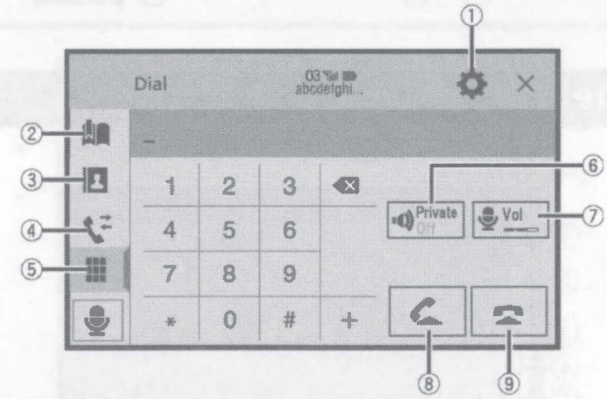 ①
Dial 03 abcdefghi... ×
②
③
④
⑤
⑥
⑦
1 2 3
4 5 6
7 8 9
* 0 # +
Private
Off
Vol
⑧ ⑨